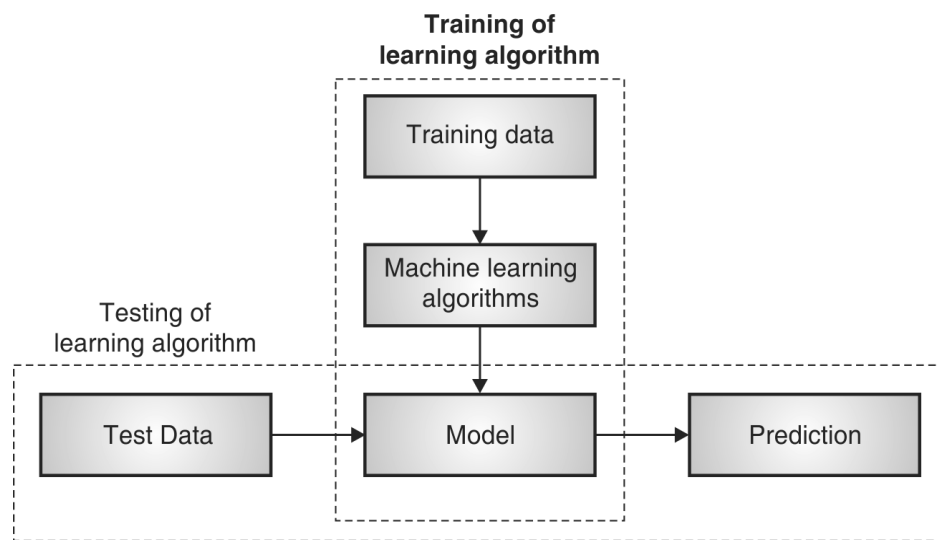 Training of
learning algorithm
Training data
Machine learning
algorithms
Testing of
learning algorithm
Test Data
Model
Prediction